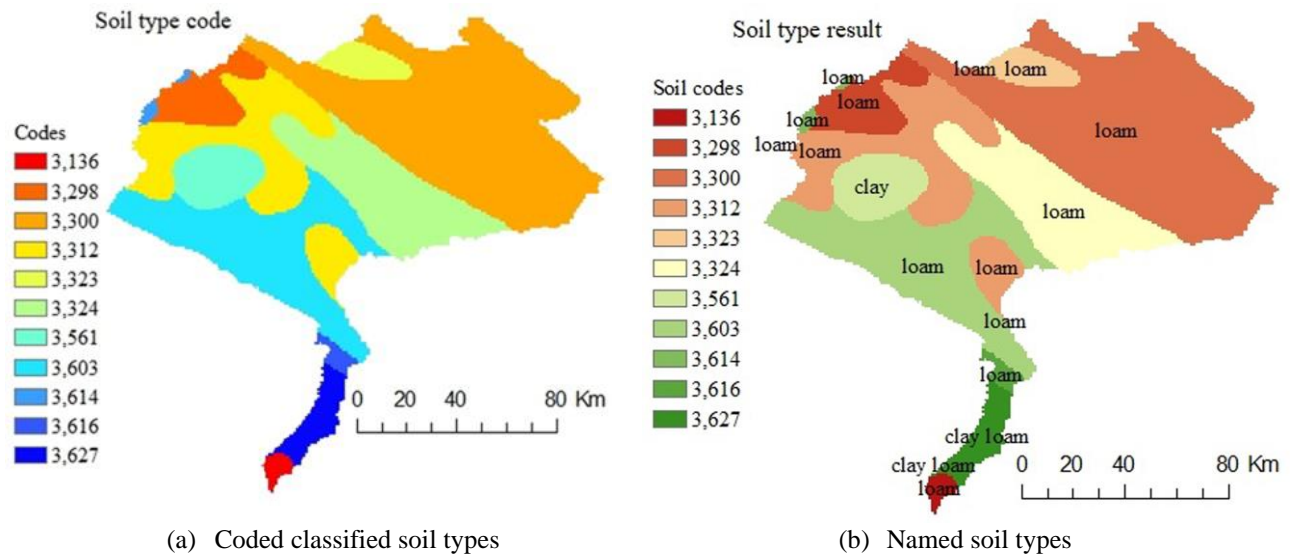 Soil type code
Codes
3,136
3,298
3,300
3,312
3,323
3,324
3,561
3,603
3,614
3,616
3,627
0 20 40 80 Km
(a) Coded classified soil types
Soil type result
Soil codes
3,136
3,298
3,300
3,312
3,323
3,324
3,561
3,603
3,614
3,616
3,627
loam loam
loam
loam
loam
loam
loam
loam
clay
loam
loam
loam
loam
loam
clay loam
clay loam
loam
0 20 40 80 Km
(b) Named soil types